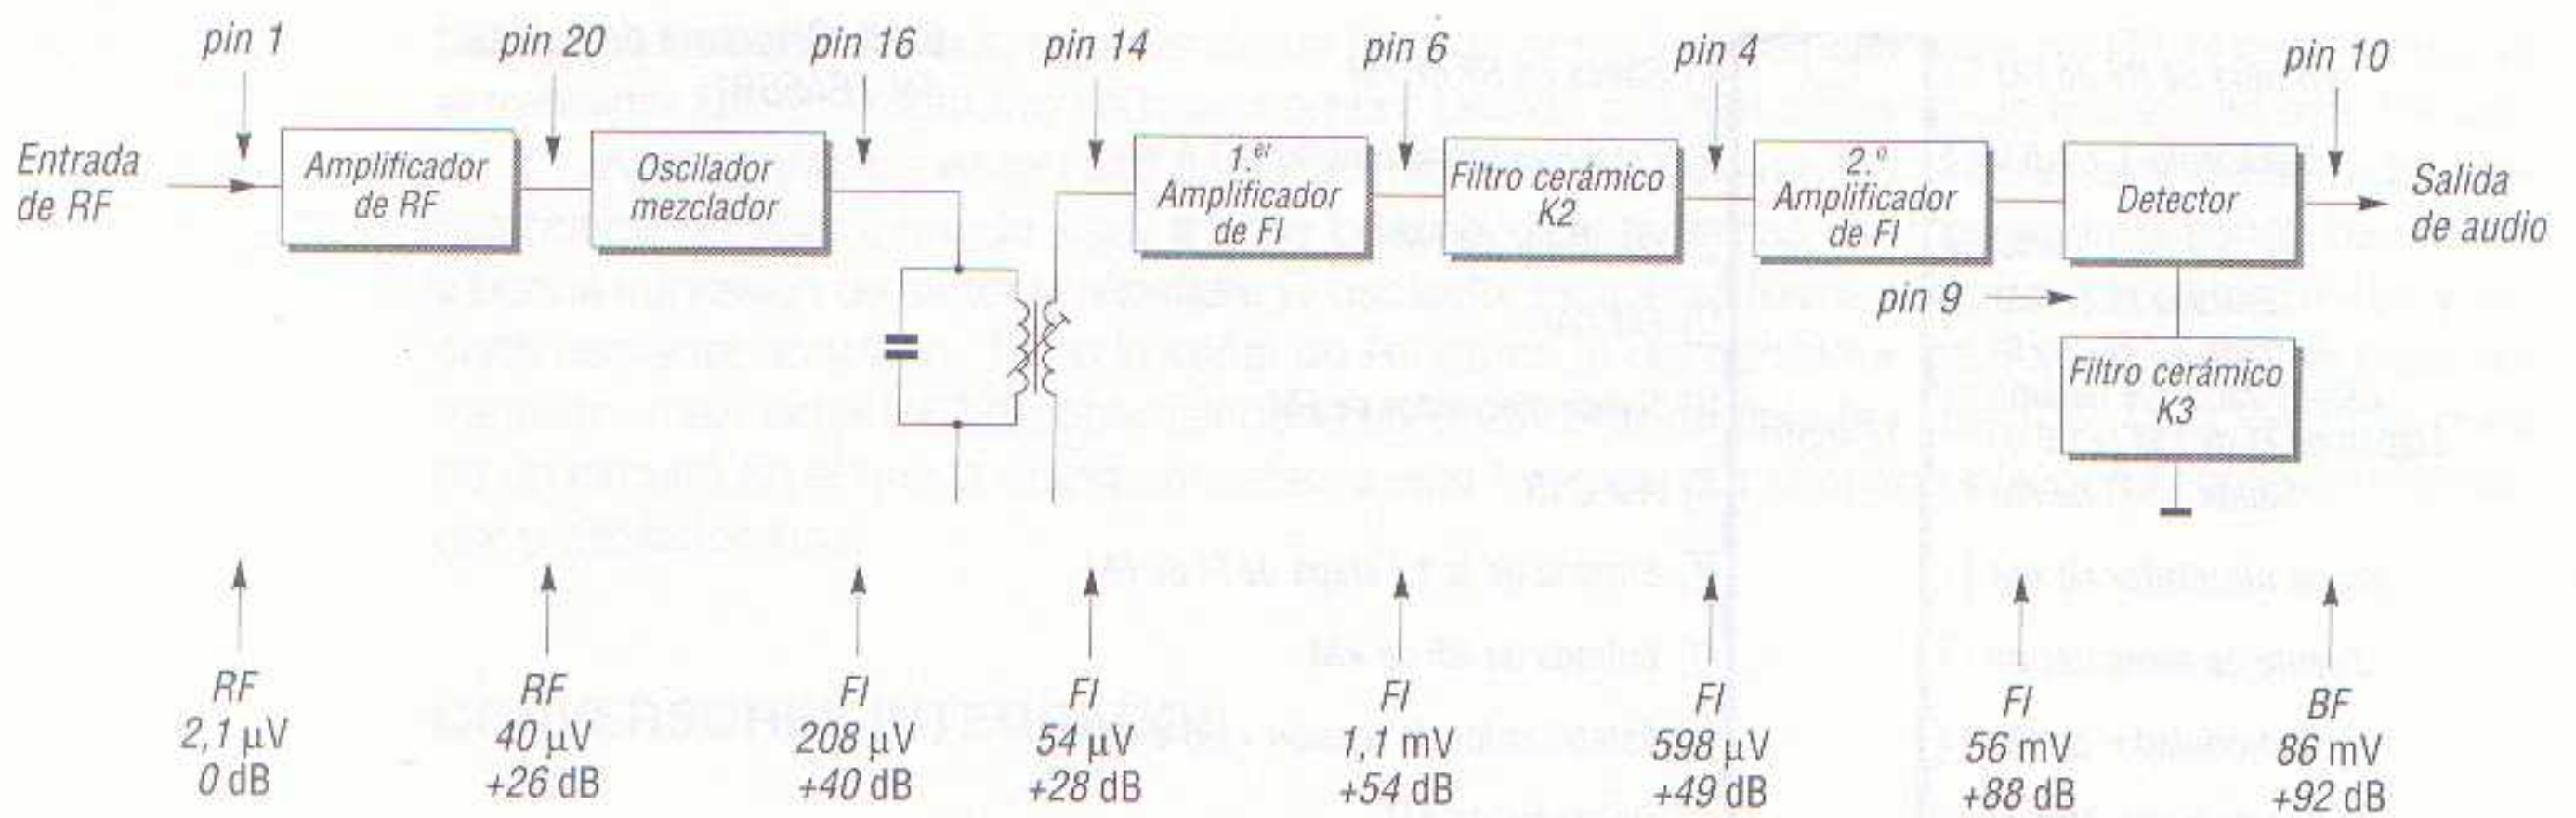 pin 1
pin 20
pin 16
pin 14
pin 6
pin 4
pin 10
Entrada
de RF
Amplificador
de RF
Oscilador
mezclador
1.er
Amplificador
de FI
Filtro cerámico
K2
2.º
Amplificador
de FI
Detector
Salida
de audio
pin 9
Filtro cerámico
K3
RF
2,1 µV
0 dB
RF
40 µV
+26 dB
FI
208 µV
+40 dB
FI
54 µV
+28 dB
FI
1,1 mV
+54 dB
FI
598 µV
+49 dB
FI
56 mV
+88 dB
BF
86 mV
+92 dB